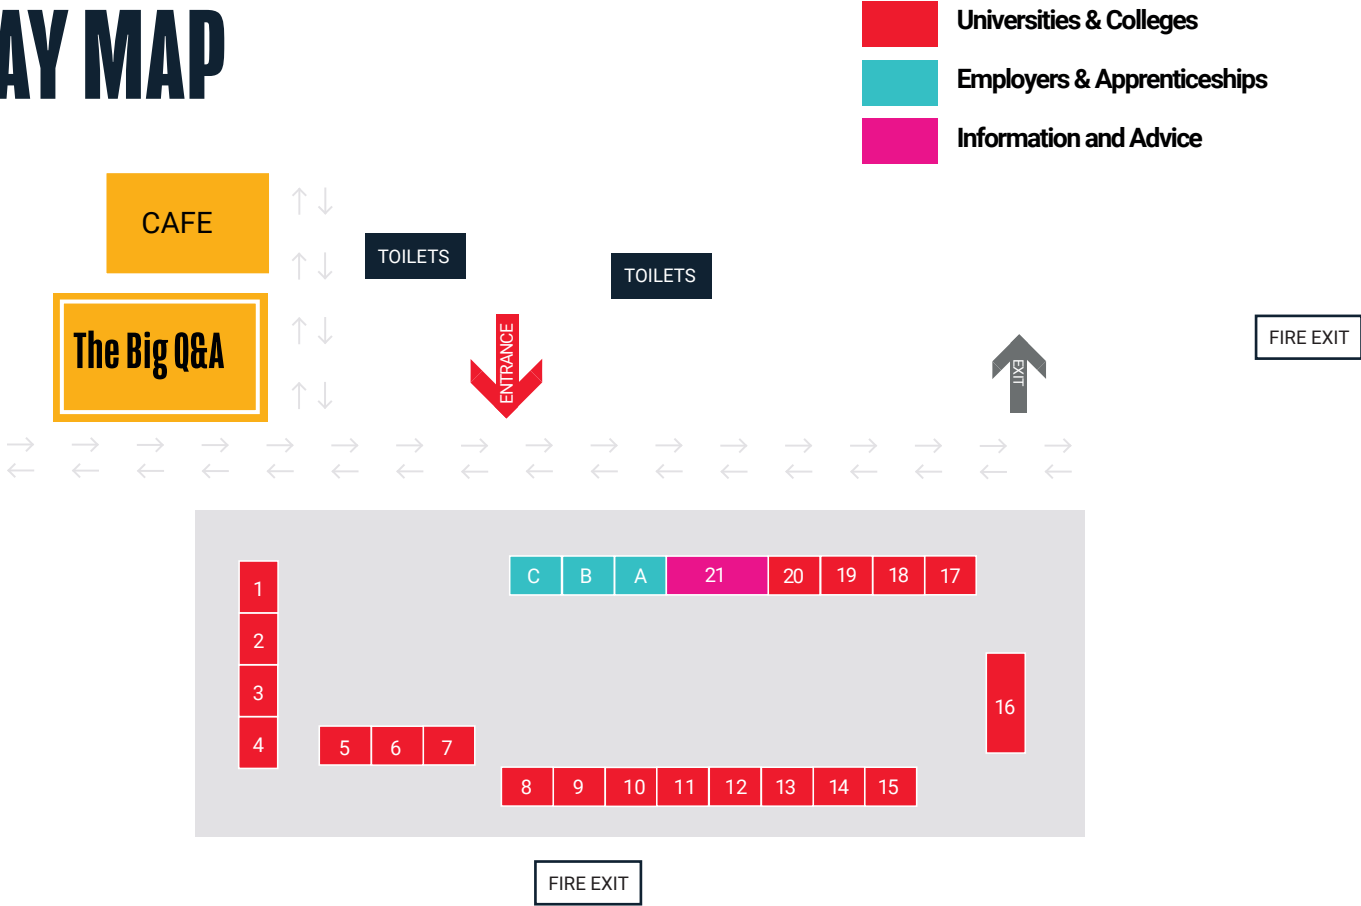 AY MAP
Universities & Colleges
Employers & Apprenticeships
Information and Advice
CAFE
TOILETS
TOILETS
The Big Q&A
ENTRANCE
EXIT
FIRE EXIT
C B A 21 20 19 18 17
1
2
3
4
5 6 7
8 9 10 11 12 13 14 15
16
FIRE EXIT